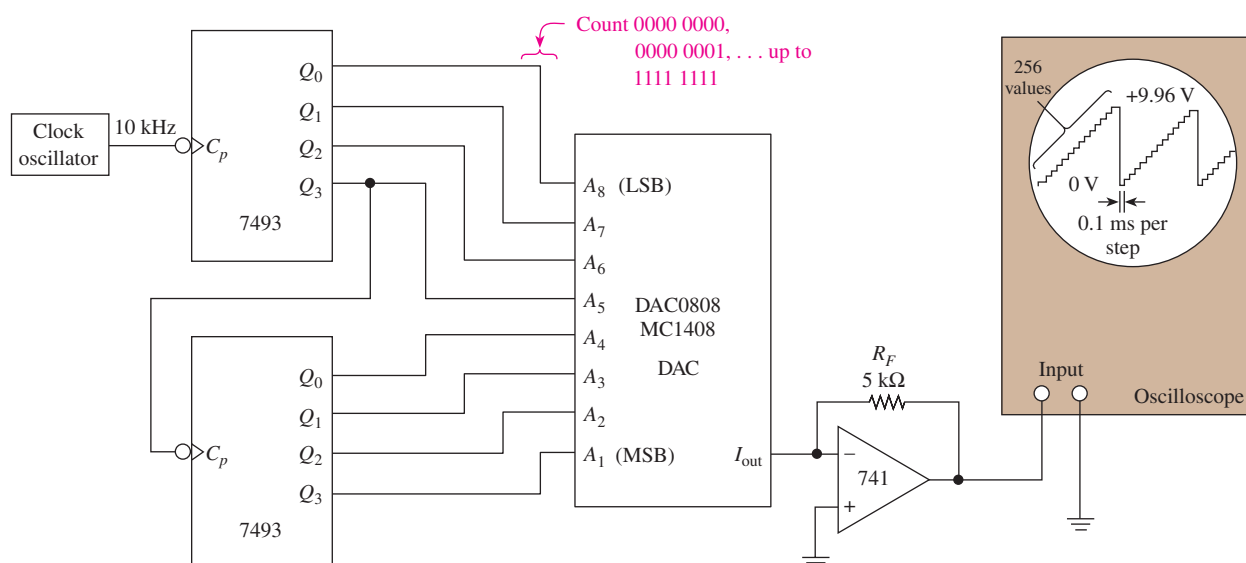 Count 0000 0000,
0000 0001, . . . up to
1111 1111
Clock
oscillator
10 kHz
C_p
Q_0
Q_1
Q_2
Q_3
7493
C_p
Q_0
Q_1
Q_2
Q_3
7493
A_8 (LSB)
A_7
A_6
A_5
A_4
A_3
A_2
A_1 (MSB)
DAC0808
MC1408
DAC
I_out
R_F
5 kΩ
−
+
741
256
values
+9.96 V
0 V
0.1 ms per
step
Input
Oscilloscope